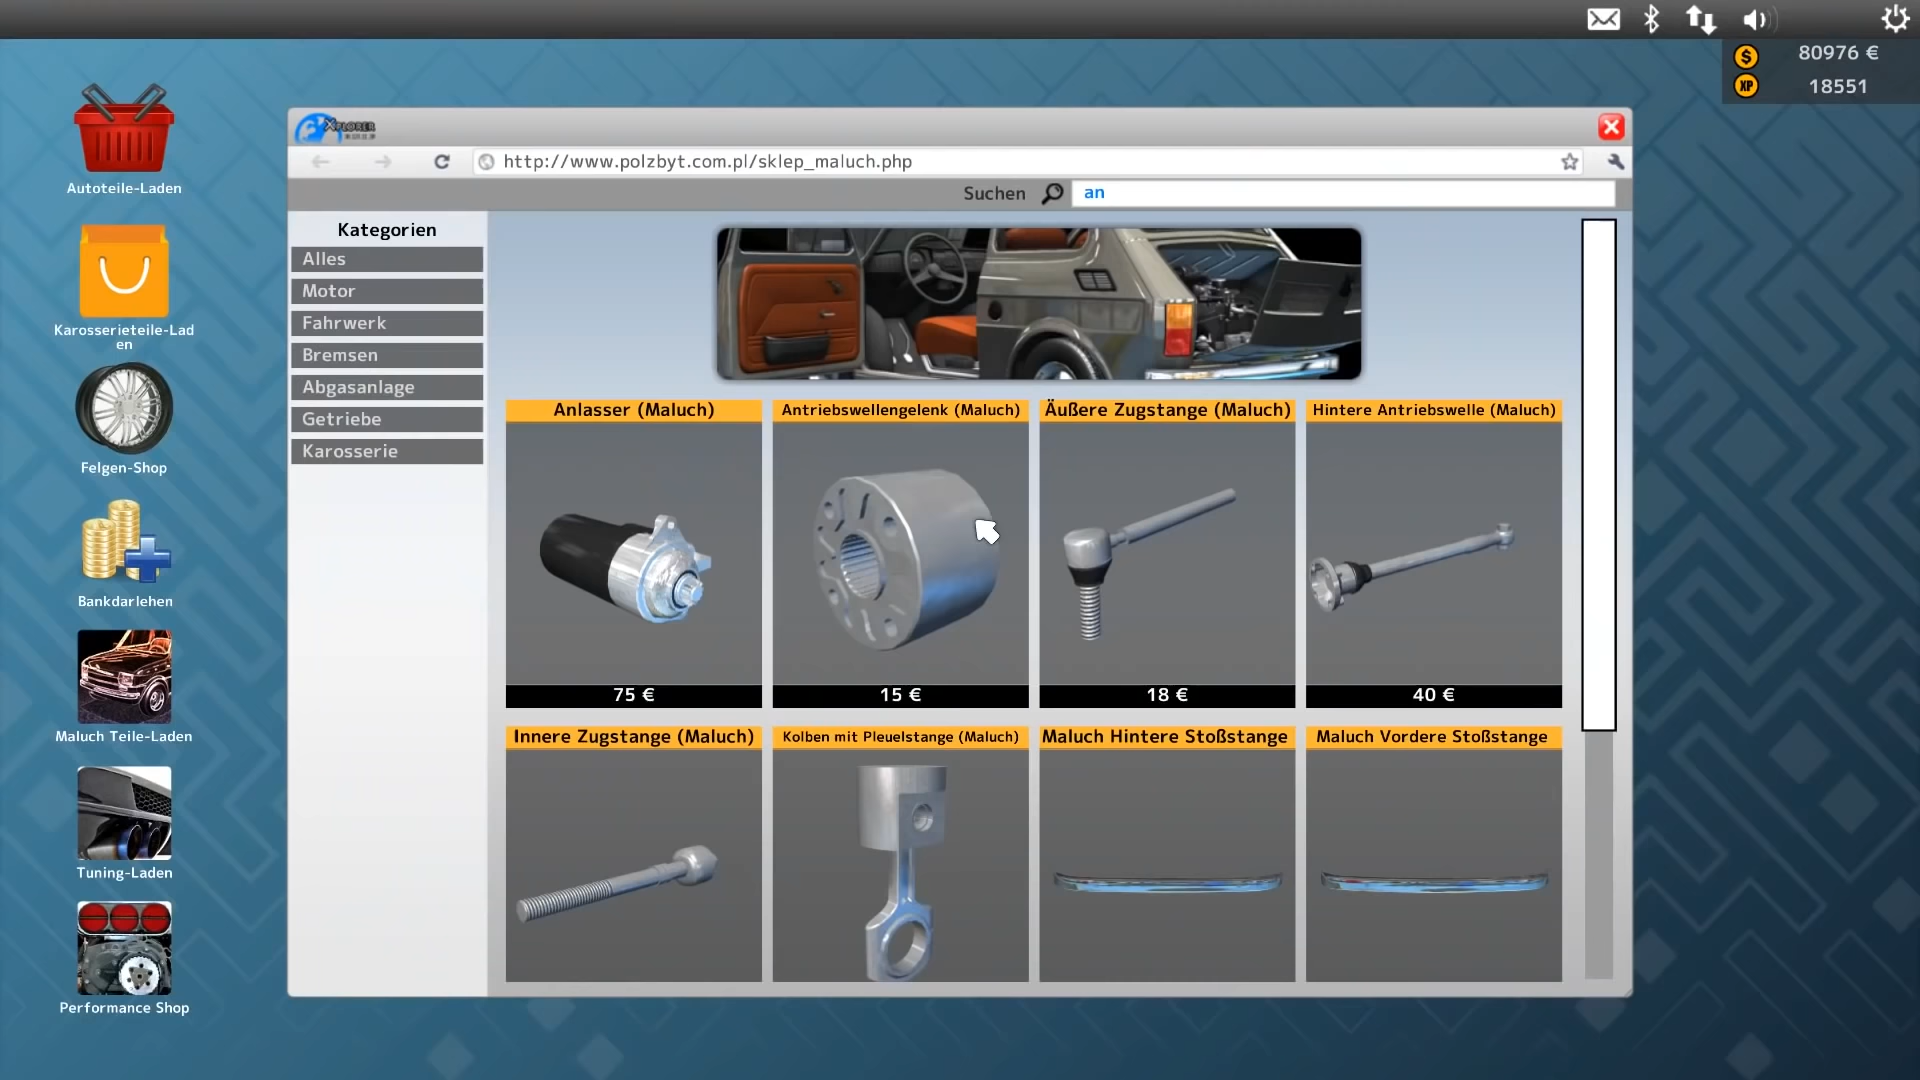 80976 €
XP
18551
Autoteile-Laden
Karosserieteile-Lad
en
Felgen-Shop
Bankdarlehen
Maluch Teile-Laden
Tuning-Laden
Performance Shop
XPLORER
http://www.polzbyt.com.pl/sklep_maluch.php
Suchen
an
Kategorien
Alles
Motor
Fahrwerk
Bremsen
Abgasanlage
Getriebe
Karosserie
Anlasser (Maluch)
75 €
Antriebswellengelenk (Maluch)
15 €
Äußere Zugstange (Maluch)
18 €
Hintere Antriebswelle (Maluch)
40 €
Innere Zugstange (Maluch)
Kolben mit Pleuelstange (Maluch)
Maluch Hintere Stoßstange
Maluch Vordere Stoßstange